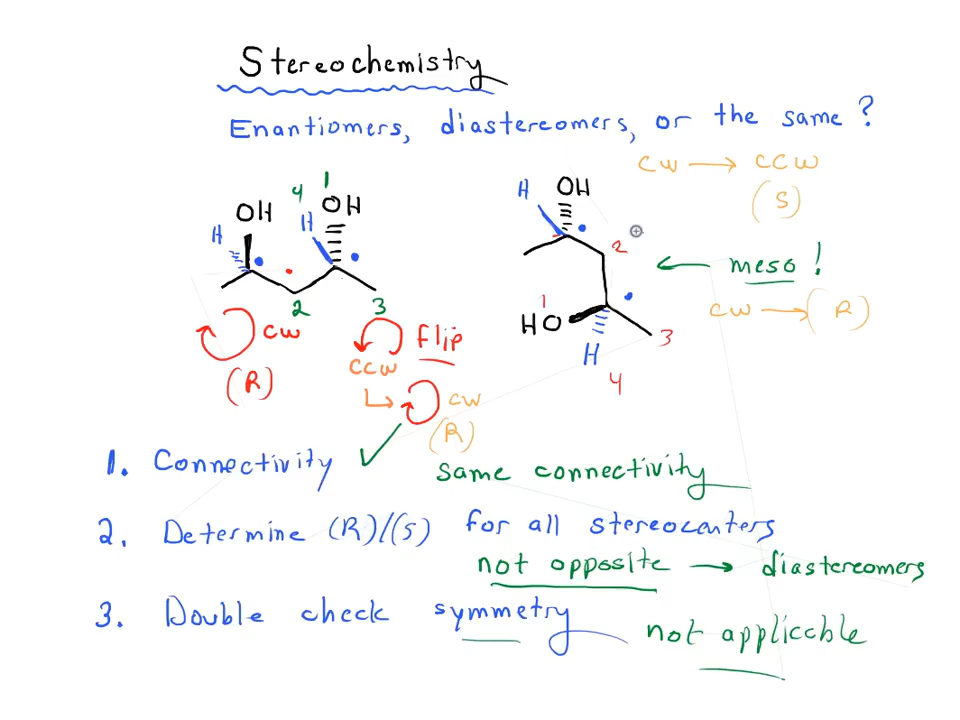 Stereochemistry
Enantiomers, diastereomers, or the same?
CW → CCW
(S)
4 1
OH H OH
H
2 3
CW
(R)
flip
CCW
CW
(R)
H OH
2
1
HO
H
3
4
meso!
CW → (R)
1. Connectivity ✓ same connectivity
2. Determine (R)/(S) for all stereocenters
not opposite → diastereomers
3. Double check symmetry not applicable